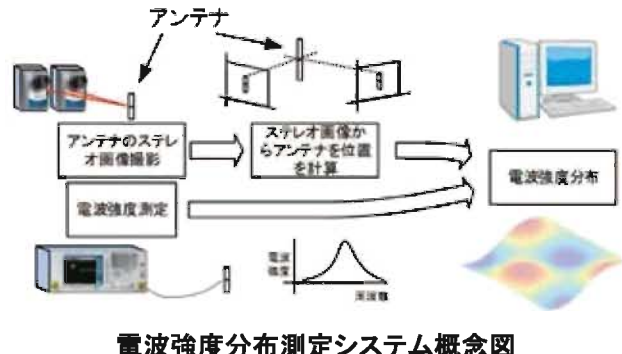 アンテナ
アンテナのステレ
オ画像撮影
ステレオ画像か
らアンテナを位置
を計算
電波強度分布
電波強度測定
電波
強度
周波数
電波強度分布測定システム概念図